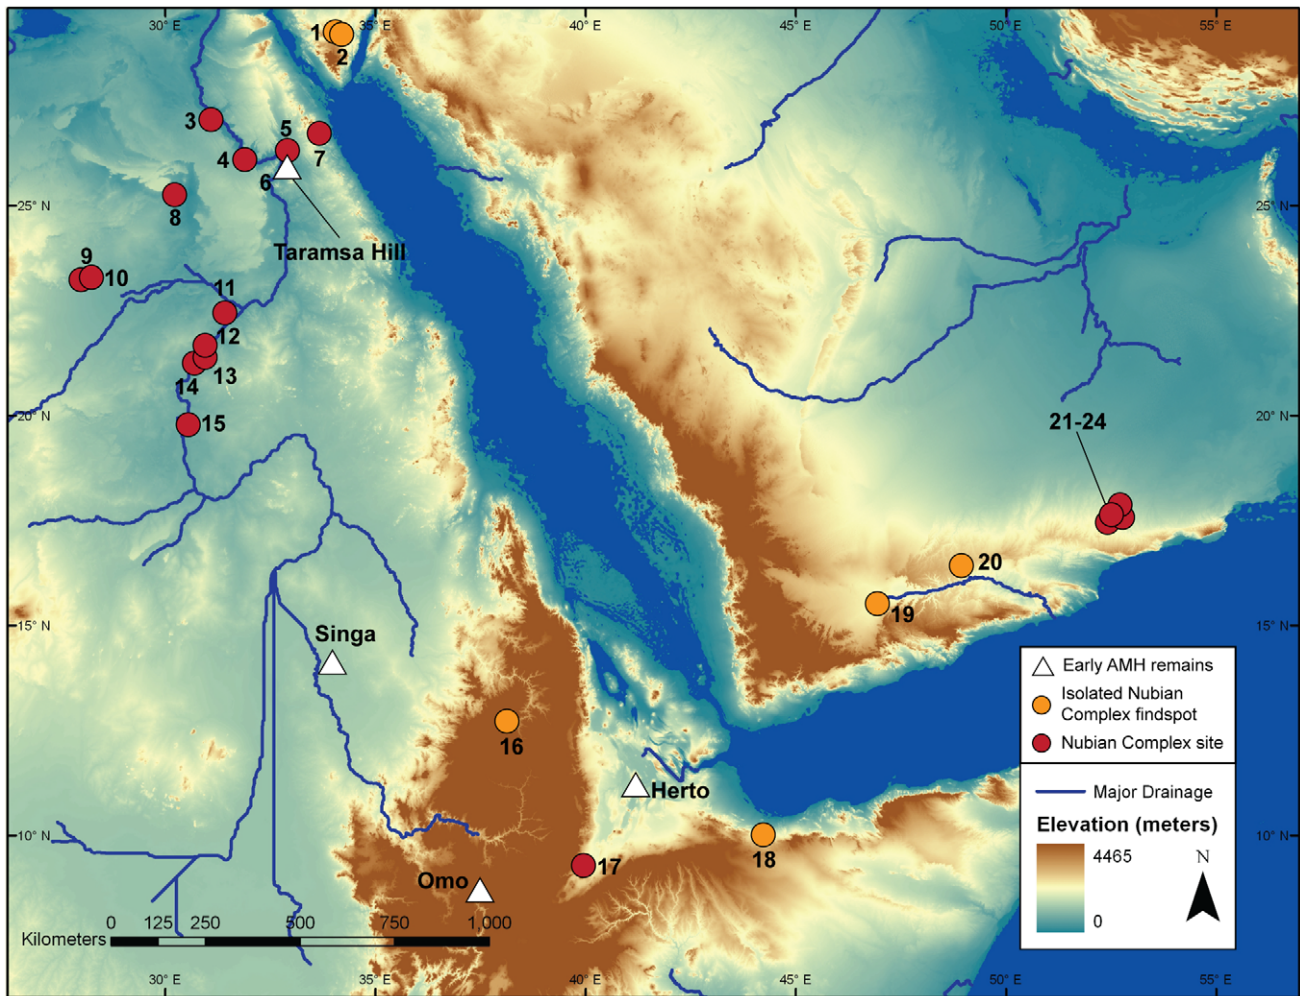 30° E
35° E
40° E
45° E
50° E
55° E
1
2
3
4
5
6
7
Taramsa Hill
8
9
10
11
12
13
14
15
25° N
25° N
20° N
20° N
21-24
20
19
15° N
15° N
Singa
16
Herto
17
18
Omo
10° N
10° N
Early AMH remains
Isolated Nubian
Complex findspot
Nubian Complex site
Major Drainage
Elevation (meters)
4465
0
N
0 125 250 500 750 1,000
Kilometers
30° E
35° E
40° E
45° E
50° E
55° E